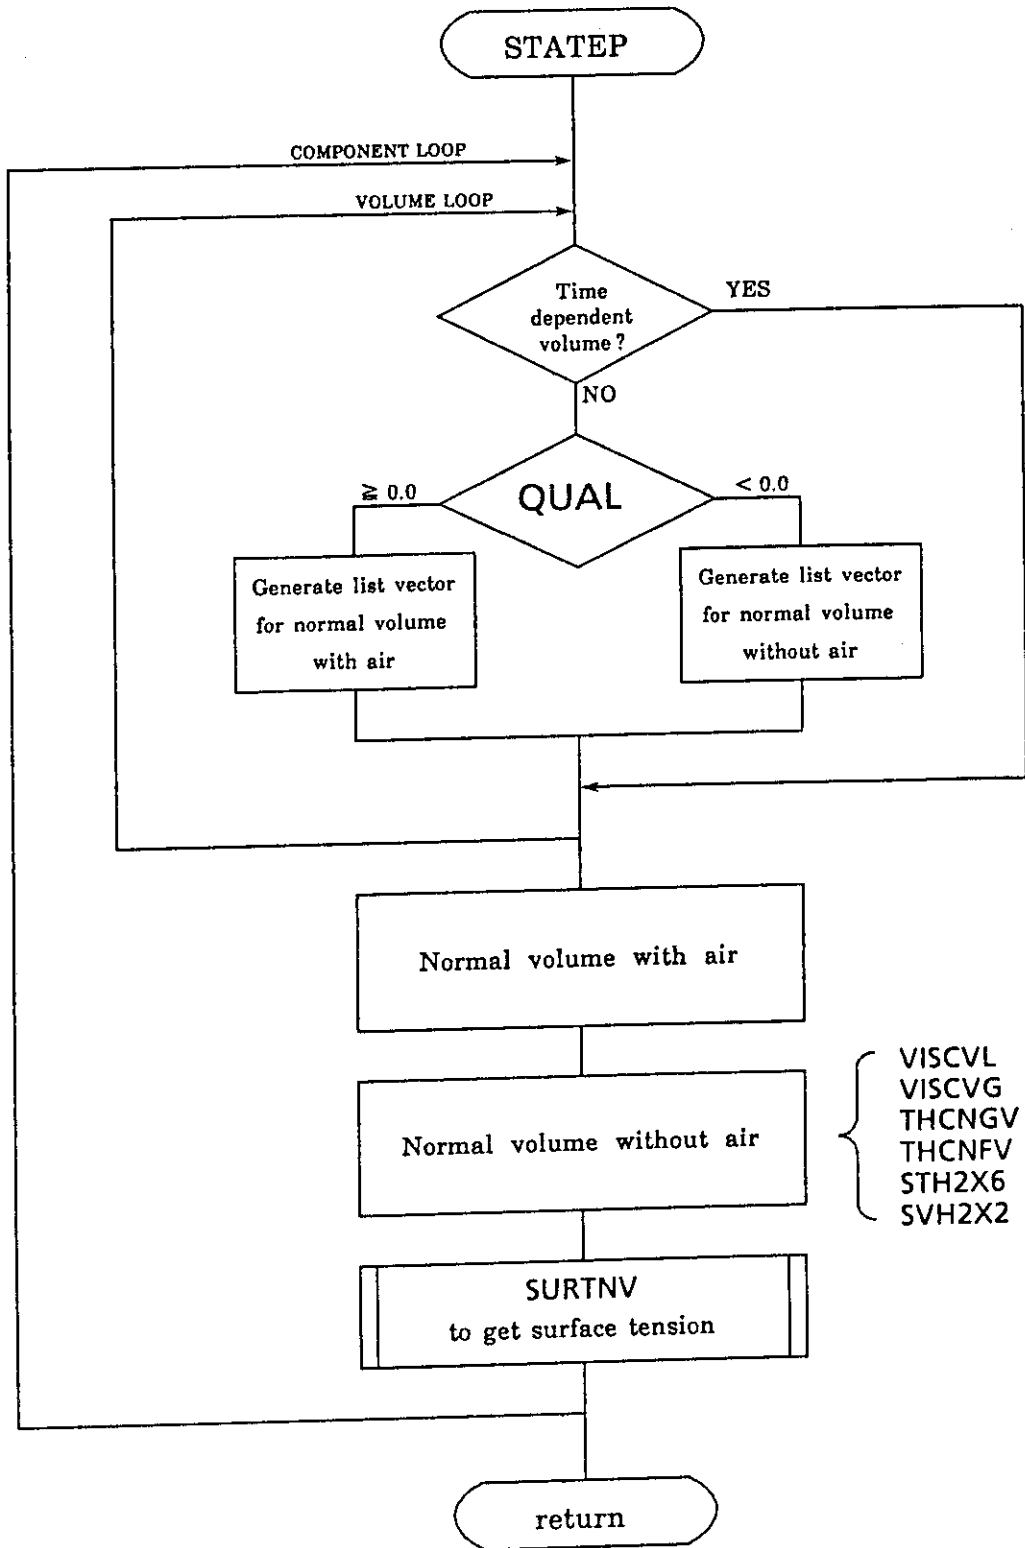 STATEP
COMPONENT LOOP
VOLUME LOOP
Time
dependent
volume?
YES
NO
≧ 0.0
QUAL
< 0.0
Generate list vector
for normal volume
with air
Generate list vector
for normal volume
without air
Normal volume with air
Normal volume without air
VISCVL
VISCVG
THCNGV
THCNFV
STH2X6
SVH2X2
SURTNV
to get surface tension
return